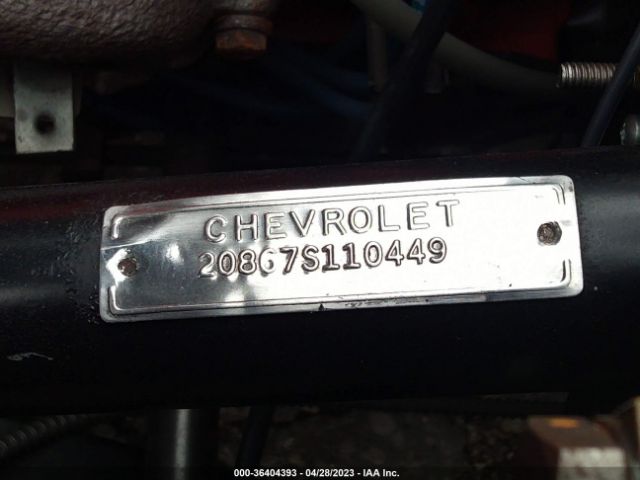 CHEVROLET
20867S110449
000-36404393 | 04/28/2023 | IAA Inc.